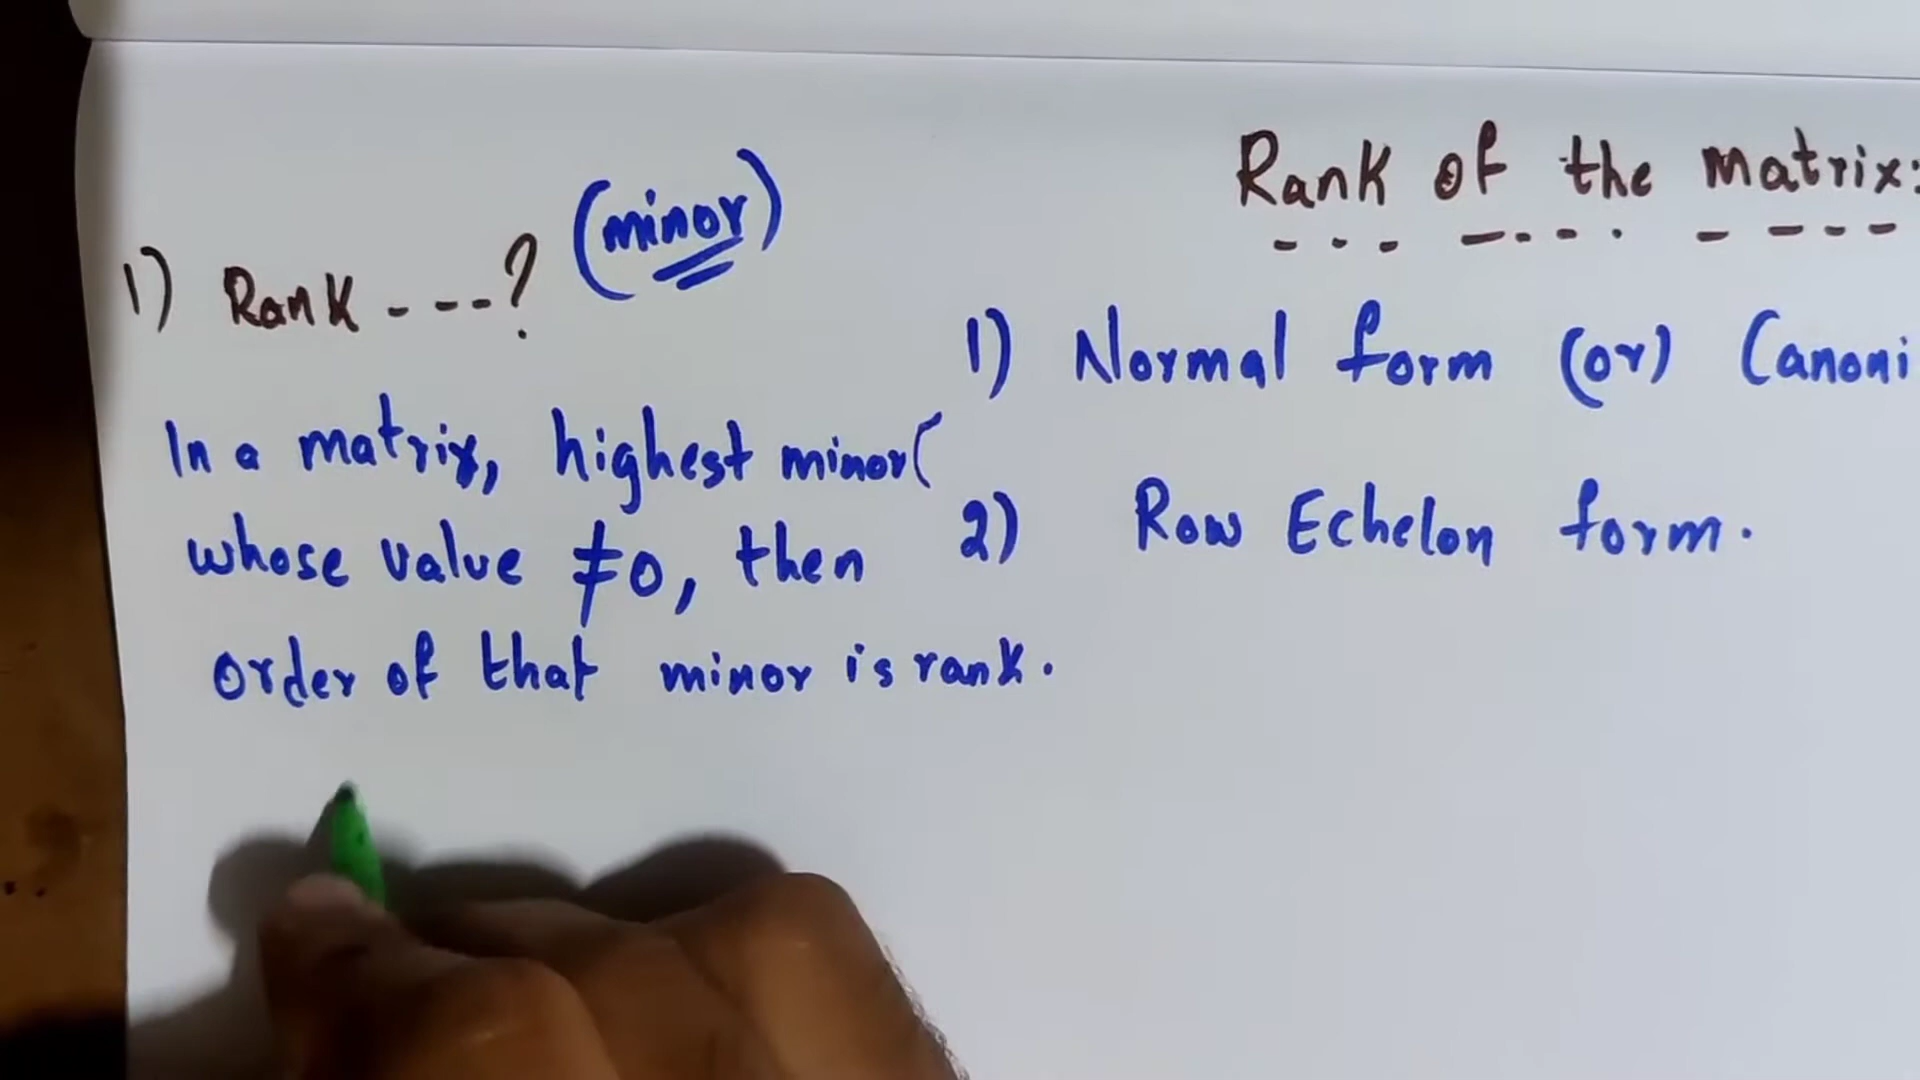 Rank of the Matrix:
1) Rank ---? (minor)
In a matrix, highest minor(
whose value ≠0, then
order of that minor is rank.
1) Normal form (or) Canoni
2) Row Echelon form.